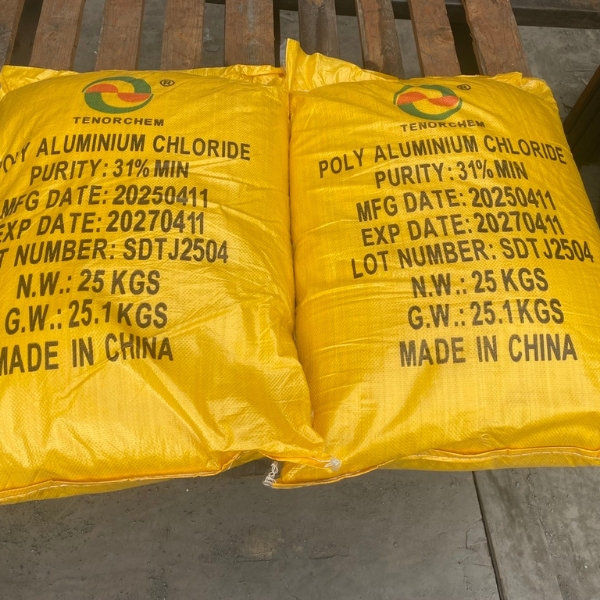 ®
TENORCHEM
POLY ALUMINIUM CHLORIDE
PURITY: 31% MIN
MFG DATE: 20250411
EXP DATE: 20270411
LOT NUMBER: SDTJ2504
N.W.: 25 KGS
G.W.: 25.1 KGS
MADE IN CHINA
®
TENORCHEM
POLY ALUMINIUM CHLORIDE
PURITY: 31% MIN
MFG DATE: 20250411
EXP DATE: 20270411
LOT NUMBER: SDTJ2504
N.W.: 25 KGS
G.W.: 25.1 KGS
MADE IN CHINA